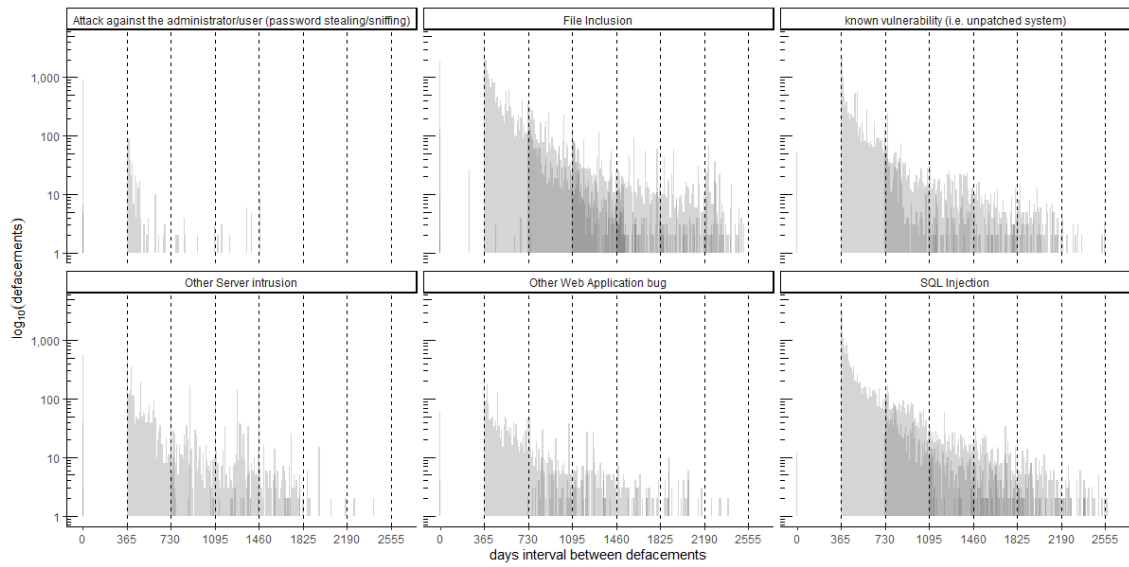 Attack against the administrator/user (password stealing/sniffing)
File Inclusion
known vulnerability (i.e. unpatched system)
1,000
100
10
1
Other Server intrusion
Other Web Application bug
SQL Injection
log₁₀(defacements)
1,000
100
10
1
0 365 730 1095 1460 1825 2190 2555
0 365 730 1095 1460 1825 2190 2555
0 365 730 1095 1460 1825 2190 2555
days interval between defacements